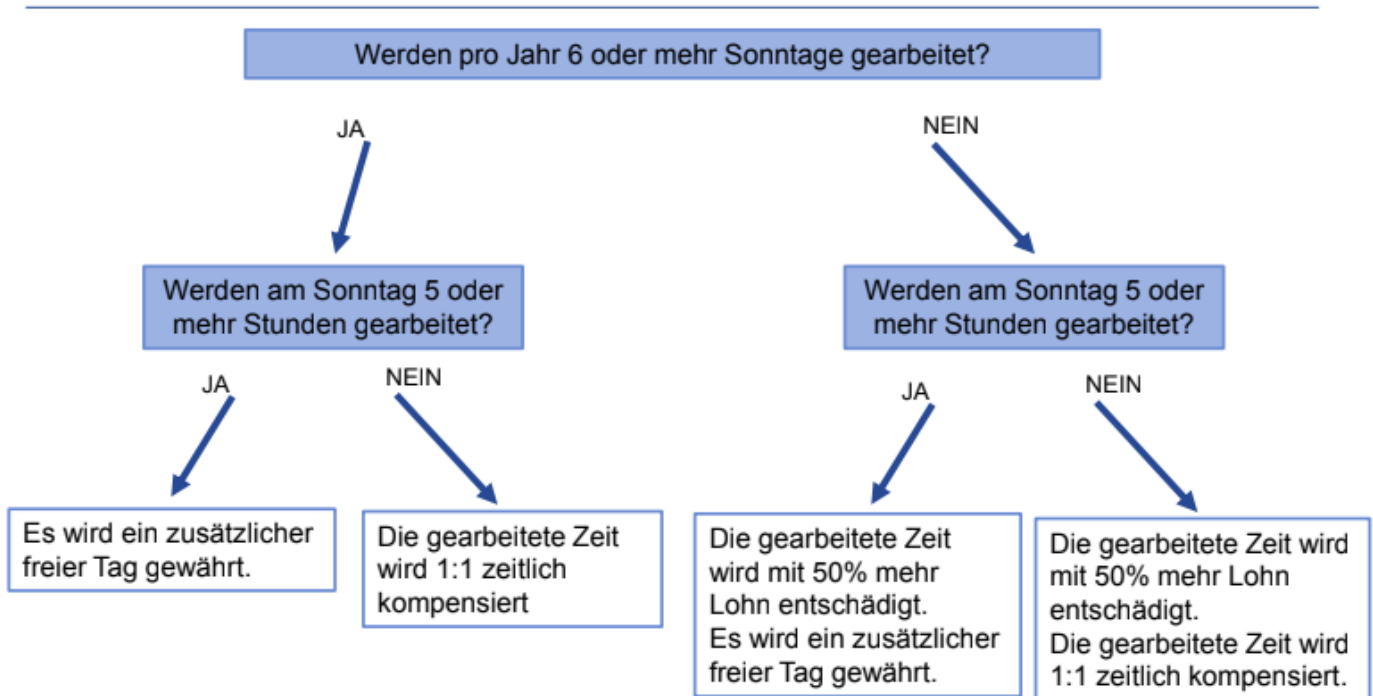 Werden pro Jahr 6 oder mehr Sonntage gearbeitet?
JA
NEIN
Werden am Sonntag 5 oder
mehr Stunden gearbeitet?
Werden am Sonntag 5 oder
mehr Stunden gearbeitet?
JA
NEIN
JA
NEIN
Es wird ein zusätzlicher
freier Tag gewährt.
Die gearbeitete Zeit
wird 1:1 zeitlich
kompensiert
Die gearbeitete Zeit
wird mit 50% mehr
Lohn entschädigt.
Es wird ein zusätzlicher
freier Tag gewährt.
Die gearbeitete Zeit wird
mit 50% mehr Lohn
entschädigt.
Die gearbeitete Zeit wird
1:1 zeitlich kompensiert.